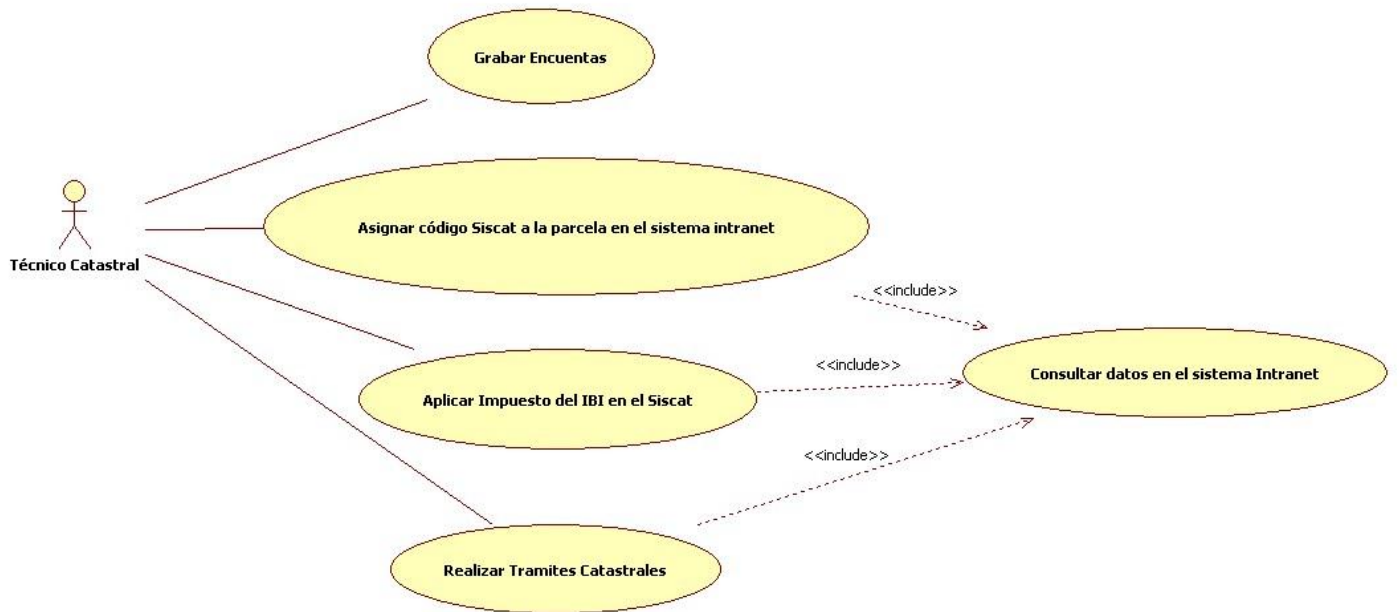 Grabar Encuentas
Asignar código Siscat a la parcela en el sistema intranet
Técnico Catastral
<<include>>
<<include>>
Consultar datos en el sistema Intranet
Aplicar Impuesto del IBI en el Siscat
<<include>>
Realizar Tramites Catastrales